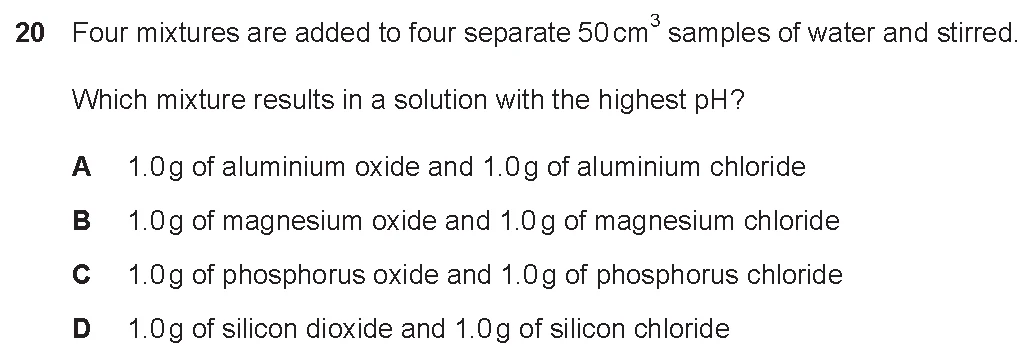 20 Four mixtures are added to four separate 50 cm³ samples of water and stirred.
Which mixture results in a solution with the highest pH?
A 1.0 g of aluminium oxide and 1.0 g of aluminium chloride
B 1.0 g of magnesium oxide and 1.0 g of magnesium chloride
C 1.0 g of phosphorus oxide and 1.0 g of phosphorus chloride
D 1.0 g of silicon dioxide and 1.0 g of silicon chloride